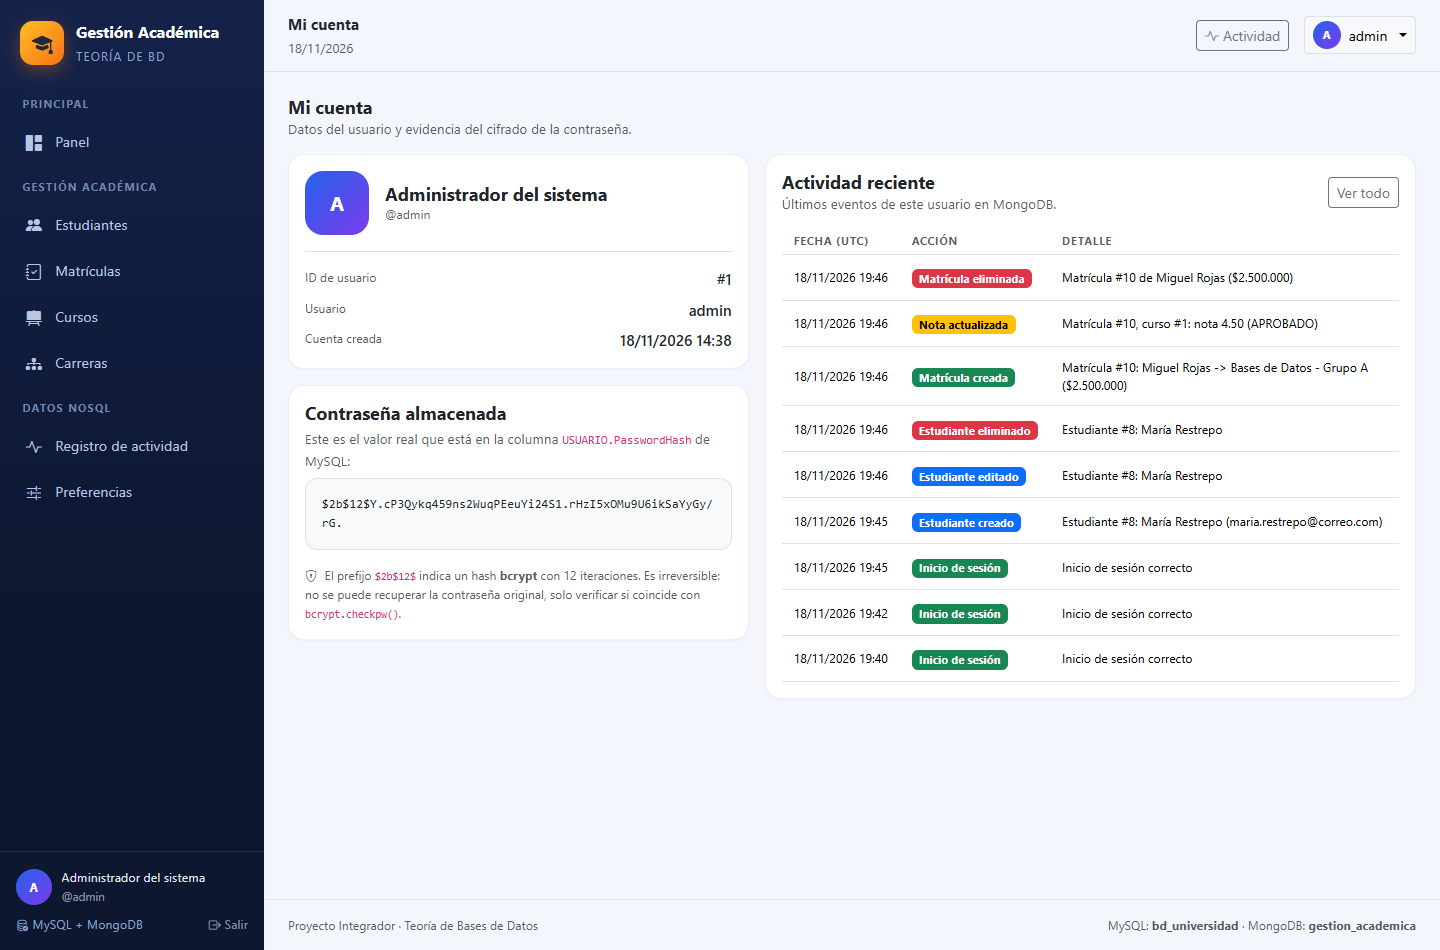 Gestión Académica
TEORÍA DE BD
PRINCIPAL
Panel
GESTIÓN ACADÉMICA
Estudiantes
Matrículas
Cursos
Carreras
DATOS NOSQL
Registro de actividad
Preferencias
A
Administrador del sistema
@admin
MySQL + MongoDB
Salir
Mi cuenta
18/11/2026
Actividad
A
admin
Mi cuenta
Datos del usuario y evidencia del cifrado de la contraseña.
A
Administrador del sistema
@admin
ID de usuario #1
Usuario admin
Cuenta creada 18/11/2026 14:38
Contraseña almacenada
Este es el valor real que está en la columna USUARIO.PasswordHash de
MySQL:
$2b$12$Y.cP3Qykq459ns2WuqPEeuYi24S1.rHzI5xOMu9U6ikSaYyGy/
rG.
El prefijo $2b$12$ indica un hash bcrypt con 12 iteraciones. Es irreversible:
no se puede recuperar la contraseña original, solo verificar si coincide con
bcrypt.checkpw().
Actividad reciente
Últimos eventos de este usuario en MongoDB.
Ver todo
FECHA (UTC) ACCIÓN DETALLE
18/11/2026 19:46 Matrícula eliminada Matrícula #10 de Miguel Rojas ($2.500.000)
18/11/2026 19:46 Nota actualizada Matrícula #10, curso #1: nota 4.50 (APROBADO)
18/11/2026 19:46 Matrícula creada Matrícula #10: Miguel Rojas -> Bases de Datos - Grupo A
($2.500.000)
18/11/2026 19:46 Estudiante eliminado Estudiante #8: María Restrepo
18/11/2026 19:46 Estudiante editado Estudiante #8: María Restrepo
18/11/2026 19:45 Estudiante creado Estudiante #8: María Restrepo (maria.restrepo@correo.com)
18/11/2026 19:45 Inicio de sesión Inicio de sesión correcto
18/11/2026 19:42 Inicio de sesión Inicio de sesión correcto
18/11/2026 19:40 Inicio de sesión Inicio de sesión correcto
Proyecto Integrador · Teoría de Bases de Datos
MySQL: bd_universidad · MongoDB: gestion_academica